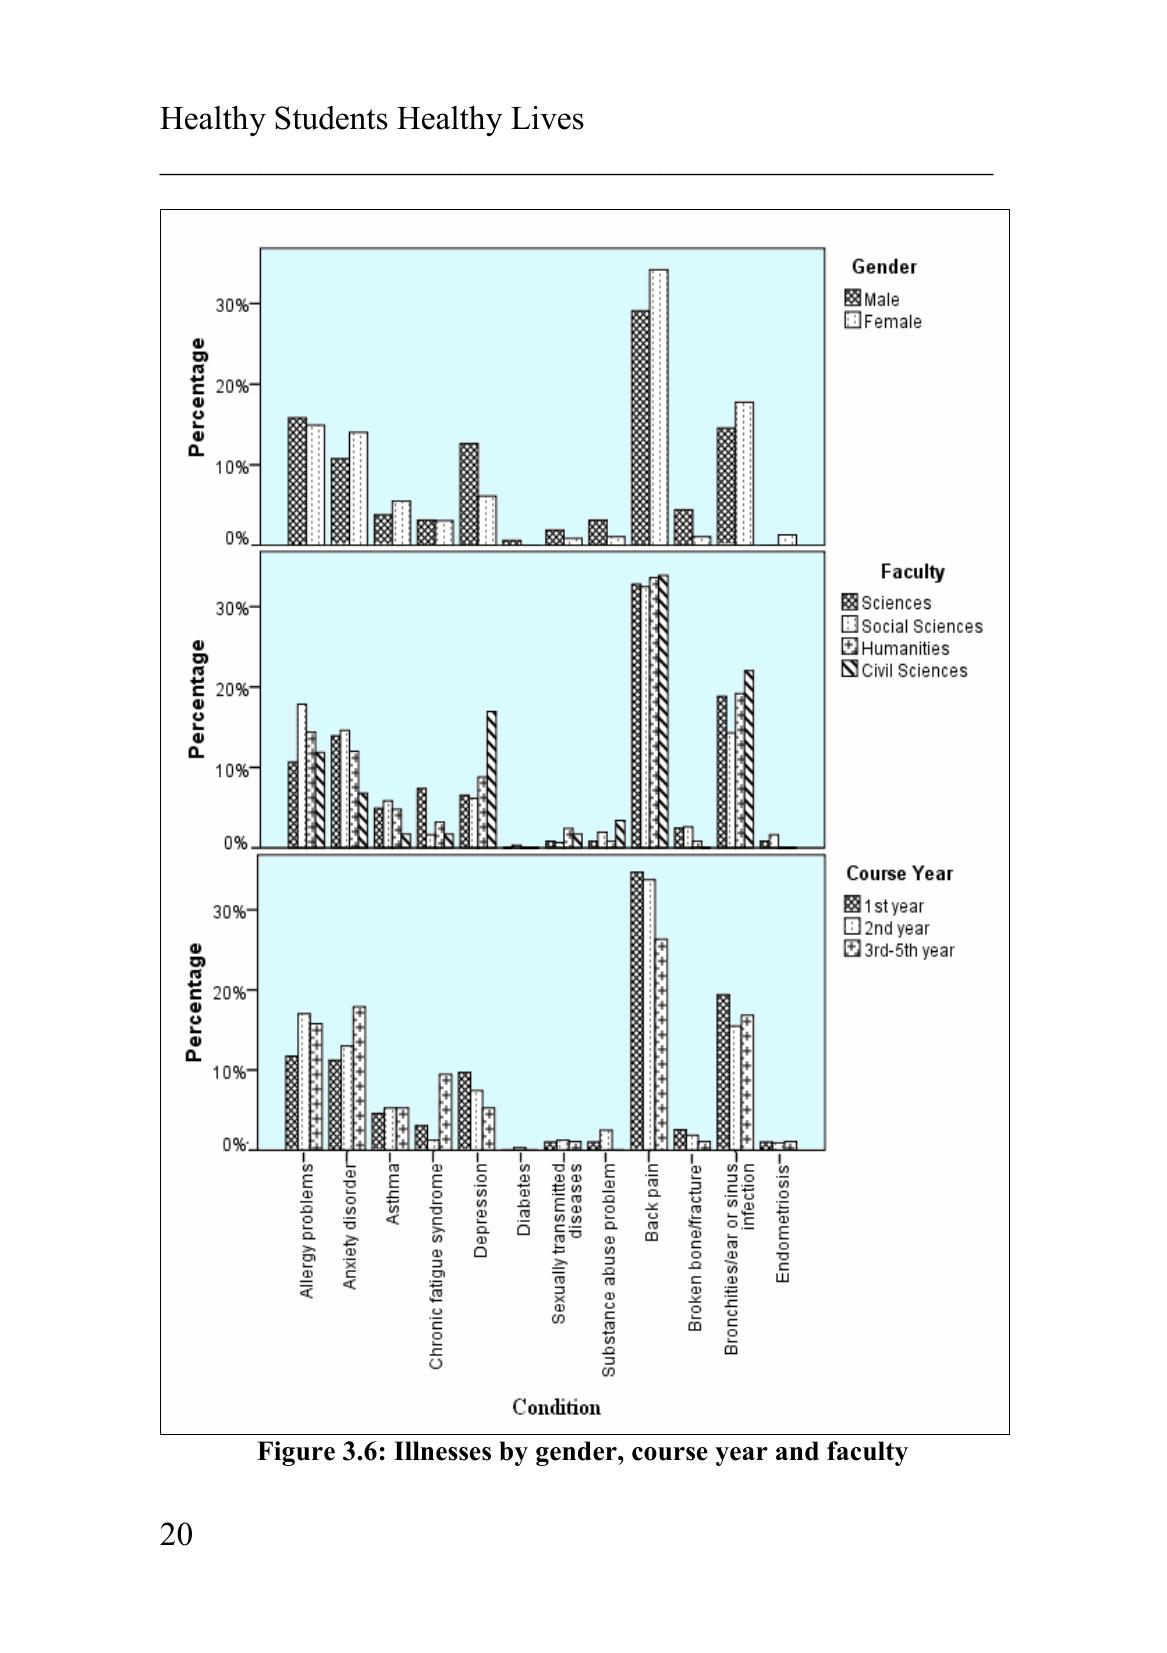 Healthy Students Healthy Lives
Gender
Male
Female
30%
20%
10%
0%
Percentage
Faculty
Sciences
Social Sciences
Humanities
Civil Sciences
30%
20%
10%
0%
Percentage
Course Year
1st year
2nd year
3rd-5th year
30%
20%
10%
0%
Percentage
Allergy problems
Anxiety disorder
Asthma
Chronic fatigue syndrome
Depression
Diabetes
Sexually transmitted
diseases
Substance abuse problem
Back pain
Broken bone/fracture
Bronchities/ear or sinus
infection
Endometriosis
Condition
Figure 3.6: Illnesses by gender, course year and faculty
20